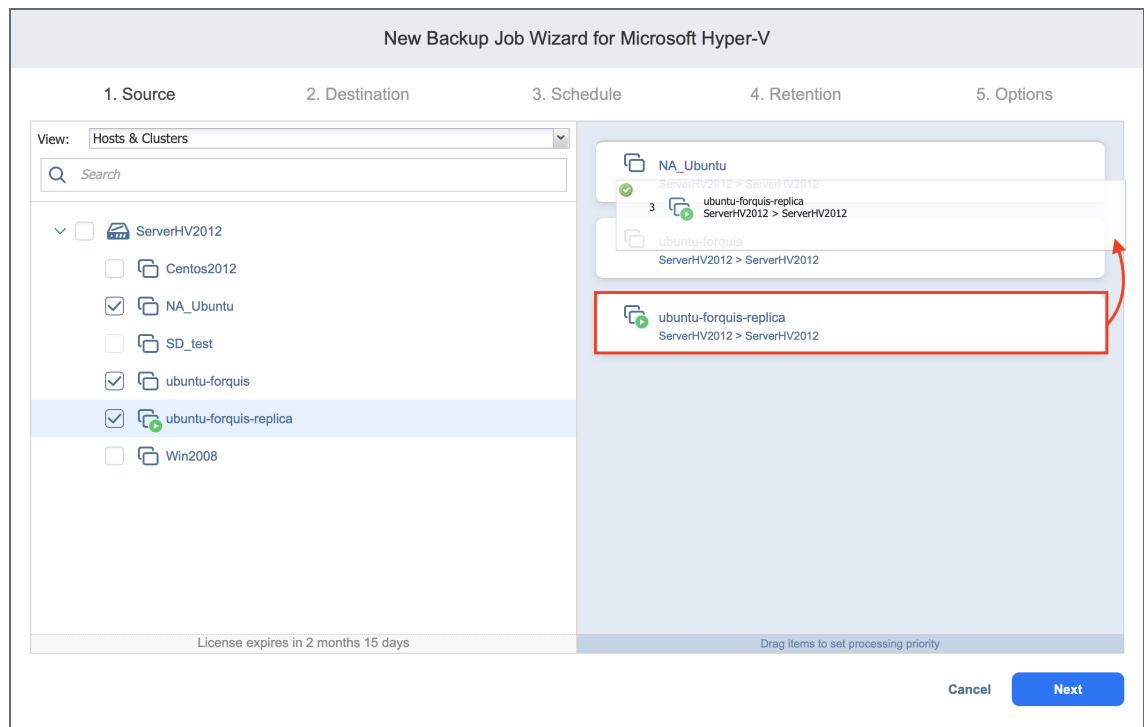 New Backup Job Wizard for Microsoft Hyper-V
1. Source 2. Destination 3. Schedule 4. Retention 5. Options
View: Hosts & Clusters
Search
ServerHV2012
Centos2012
NA_Ubuntu
SD_test
ubuntu-forquis
ubuntu-forquis-replica
Win2008
License expires in 2 months 15 days
NA_Ubuntu
ServerHV2012 > ServerHV2012
3 ubuntu-forquis-replica
ServerHV2012 > ServerHV2012
ubuntu-forquis
ServerHV2012 > ServerHV2012
ubuntu-forquis-replica
ServerHV2012 > ServerHV2012
Drag items to set processing priority
Cancel Next